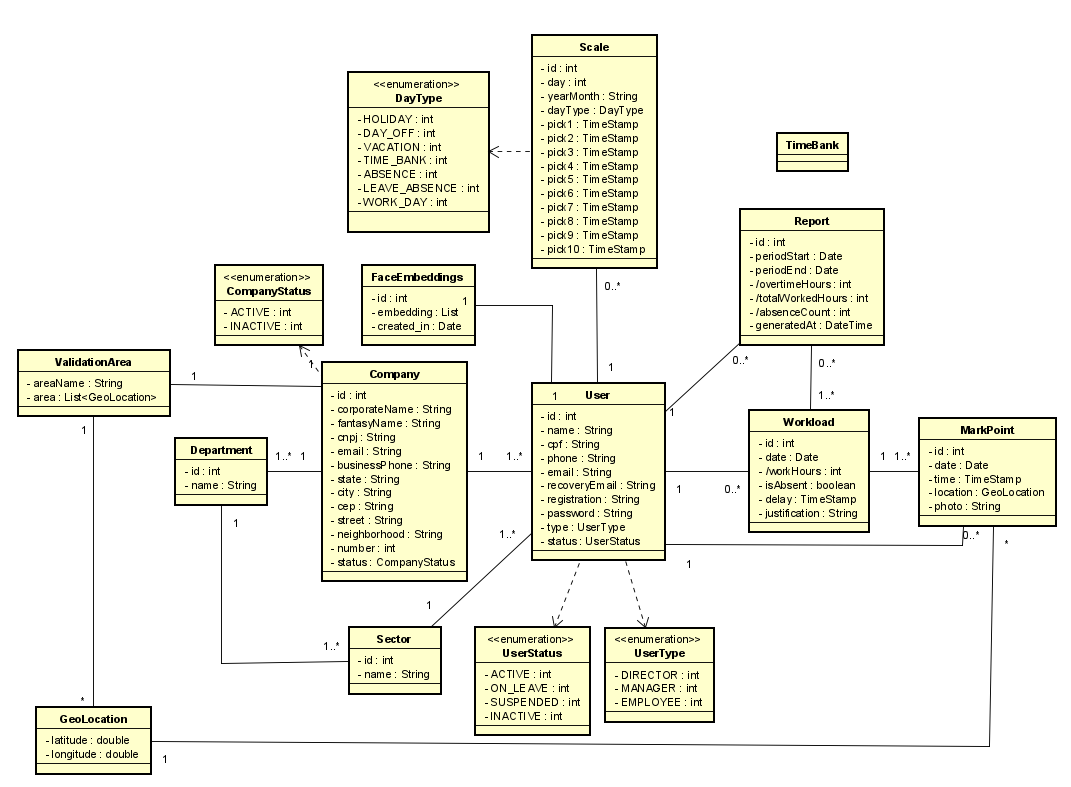 Scale
- id : int
- day : int
- yearMonth : String
- dayType : DayType
- pick1 : TimeStamp
- pick2 : TimeStamp
- pick3 : TimeStamp
- pick4 : TimeStamp
- pick5 : TimeStamp
- pick6 : TimeStamp
- pick7 : TimeStamp
- pick8 : TimeStamp
- pick9 : TimeStamp
- pick10 : TimeStamp
<<enumeration>>
DayType
- HOLIDAY : int
- DAY_OFF : int
- VACATION : int
- TIME_BANK : int
- ABSENCE : int
- LEAVE_ABSENCE : int
- WORK_DAY : int
TimeBank
Report
- id : int
- periodStart : Date
- periodEnd : Date
- /overtimeHours : int
- /totalWorkedHours : int
- /absenceCount : int
- generatedAt : DateTime
<<enumeration>>
CompanyStatus
- ACTIVE : int
- INACTIVE : int
FaceEmbeddings
- id : int
- embedding : List
- created_in : Date
1
0..*
1
1
0..*
1
0..*
1..*
ValidationArea
- areaName : String
- area : List<GeoLocation>
1
1
1
Company
- id : int
- corporateName : String
- fantasyName : String
- cnpj : String
- email : String
- businessPhone : String
- state : String
- city : String
- cep : String
- street : String
- neighborhood : String
- number : int
- status : CompanyStatus
User
- id : int
- name : String
- cpf : String
- phone : String
- email : String
- recoveryEmail : String
- registration : String
- password : String
- type : UserType
- status : UserStatus
Workload
- id : int
- date : Date
- /workHours : int
- isAbsent : boolean
- delay : TimeStamp
- justification : String
MarkPoint
- id : int
- date : Date
- time : TimeStamp
- location : GeoLocation
- photo : String
Department
- id : int
- name : String
1..*
1
1
1..*
1
0..*
1
1..*
1
0..*
*
1
1..*
1
1
1..*
Sector
- id : int
- name : String
<<enumeration>>
UserStatus
- ACTIVE : int
- ON_LEAVE : int
- SUSPENDED : int
- INACTIVE : int
<<enumeration>>
UserType
- DIRECTOR : int
- MANAGER : int
- EMPLOYEE : int
*
GeoLocation
- latitude : double
- longitude : double
1